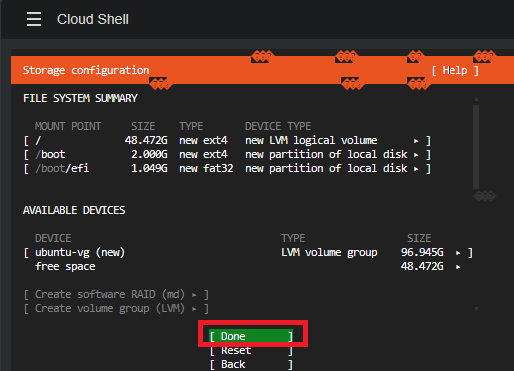 Cloud Shell
Storage configuration [ Help ]
FILE SYSTEM SUMMARY
MOUNT POINT SIZE TYPE DEVICE TYPE
[ / 48.472G new ext4 new LVM logical volume ▸ ]
[ /boot 2.000G new ext4 new partition of local disk ▸ ]
[ /boot/efi 1.049G new fat32 new partition of local disk ▸ ]
AVAILABLE DEVICES
DEVICE TYPE SIZE
[ ubuntu-vg (new) LVM volume group 96.945G ▸ ]
free space 48.472G ▸
[ Create software RAID (md) ▸ ]
[ Create volume group (LVM) ▸ ]
[ Done ]
[ Reset ]
[ Back ]